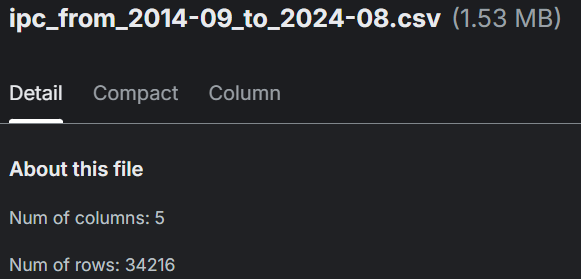 ipc_from_2014-09_to_2024-08.csv (1.53 MB)
Detail Compact Column
About this file
Num of columns: 5
Num of rows: 34216